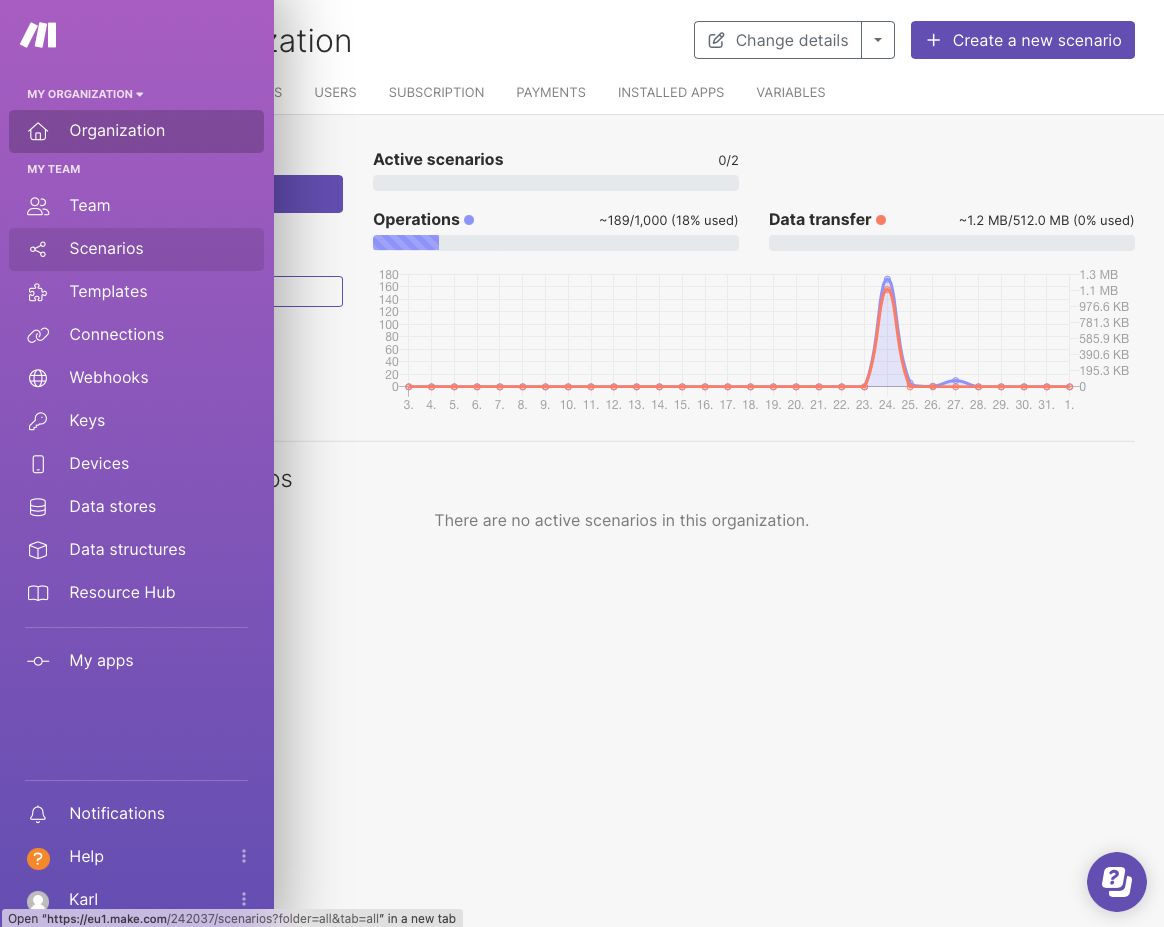 MY ORGANIZATION
Organization
MY TEAM
Team
Scenarios
Templates
Connections
Webhooks
Keys
Devices
Data stores
Data structures
Resource Hub
My apps
Notifications
? Help
Karl
Open “https://eu1.make.com/242037/scenarios?folder=all&tab=all” in a new tab
zation
Change details
+ Create a new scenario
S USERS SUBSCRIPTION PAYMENTS INSTALLED APPS VARIABLES
Active scenarios 0/2
Operations ~189/1,000 (18% used)
Data transfer ~1.2 MB/512.0 MB (0% used)
180 1.3 MB
160 1.1 MB
140 976.6 KB
120
100 781.3 KB
80 585.9 KB
60 390.6 KB
40
20 195.3 KB
0 0
3. 4. 5. 6. 7. 8. 9. 10. 11. 12. 13. 14. 15. 16. 17. 18. 19. 20. 21. 22. 23. 24. 25. 26. 27. 28. 29. 30. 31. 1.
os
There are no active scenarios in this organization.
?